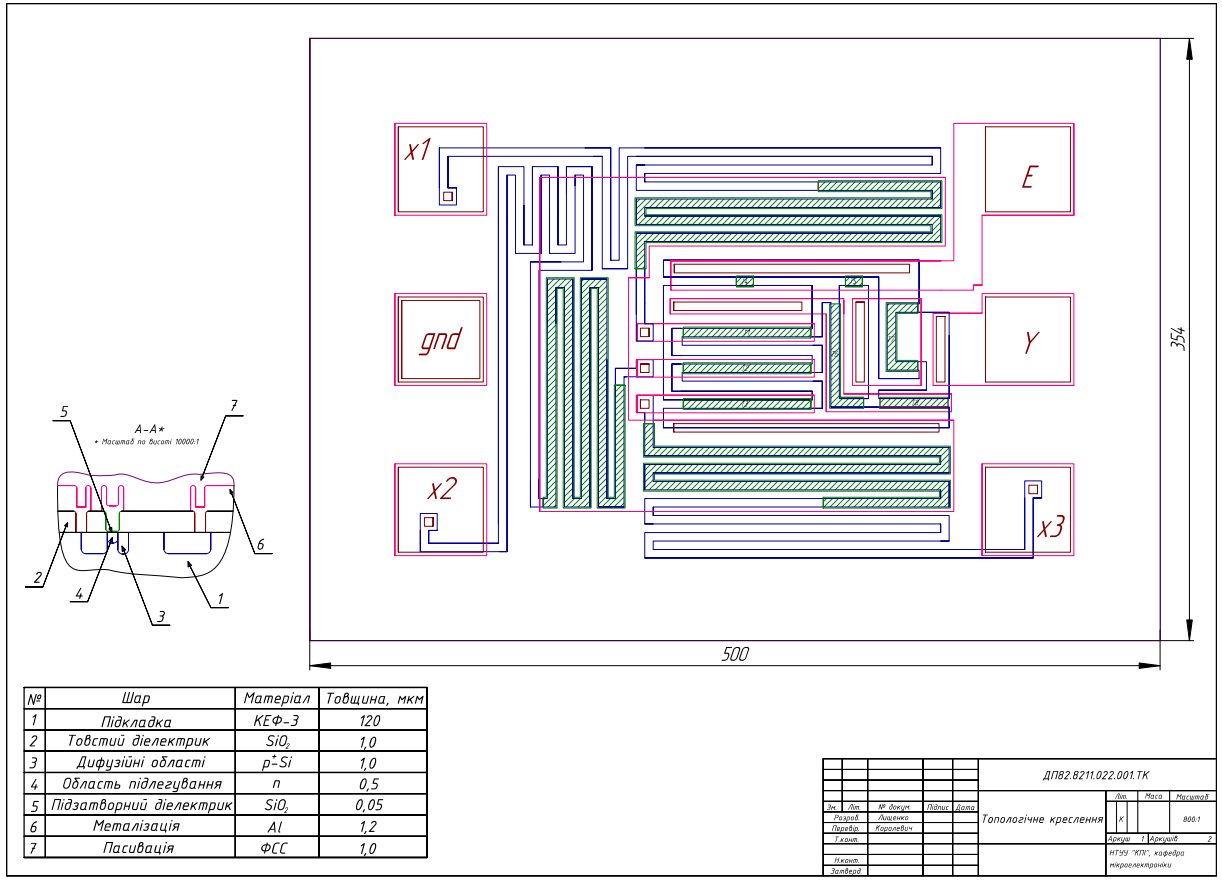 x1
E
gnd
Y
x2
x3
354
500
5
А-А*
* Масштаб по висоті 10000:1
7
2
4
3
1
6
№ Шар Матеріал Товщина, мкм
1 Підкладка КЕФ-3 120
2 Товстий діелектрик SiO₂ 1,0
3 Дифузійні області p⁺-Si 1,0
4 Область підлегування n 0,5
5 Підзатворний діелектрик SiO₂ 0,05
6 Металізація Al 1,2
7 Пасивація ФСС 1,0
ДП82.8211.022.001.ТК
Зм. Літ. № докум. Підпис Дата
Розроб. Лищенко
Перевір. Королевич
Т.конт.
Н.конт.
Затверд.
Топологічне креслення
Літ. Маса Масштаб
К 800:1
Аркуш 1 Аркушів 2
НТУУ "КПІ", кафедра
мікроелектроніки